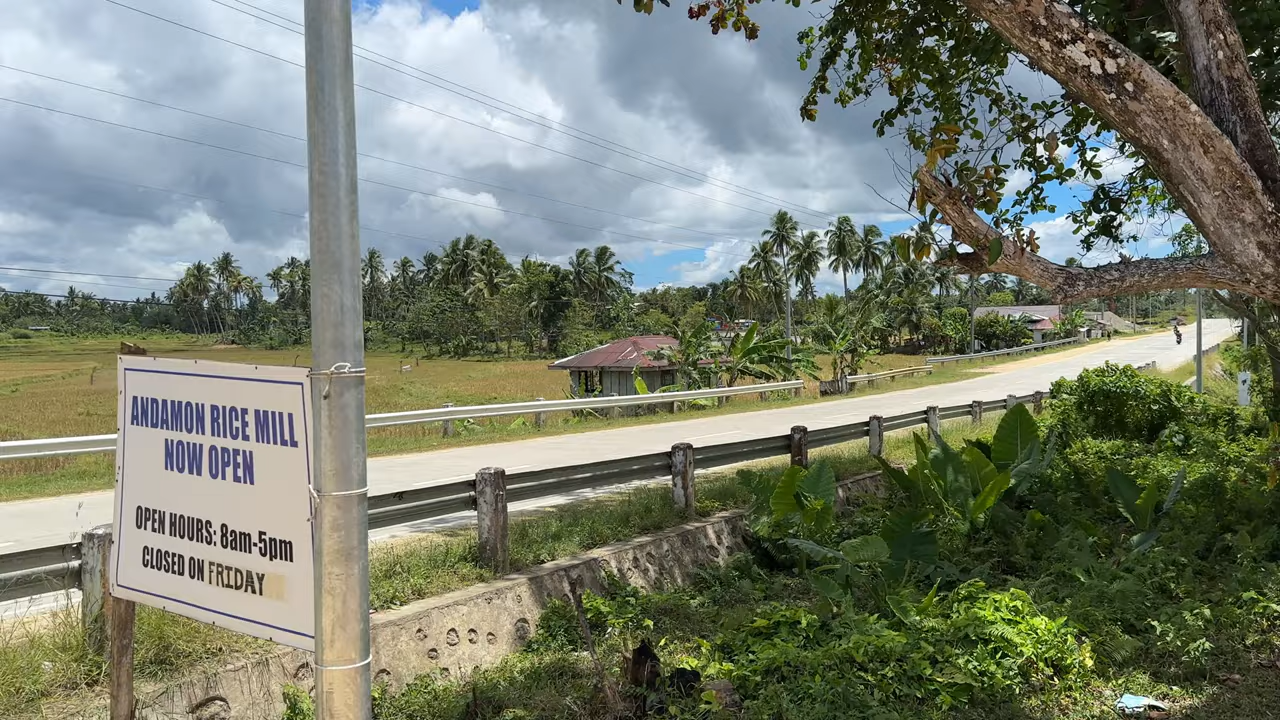 ANDAMON RICE MILL
NOW OPEN
OPEN HOURS: 8am-5pm
CLOSED ON FRIDAY